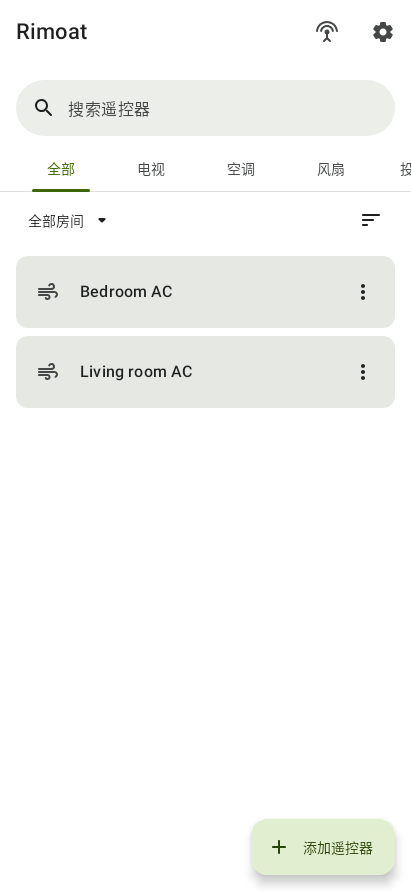 Rimoat
搜索遥控器
全部 电视 空调 风扇 投
全部房间
Bedroom AC
Living room AC
添加遥控器